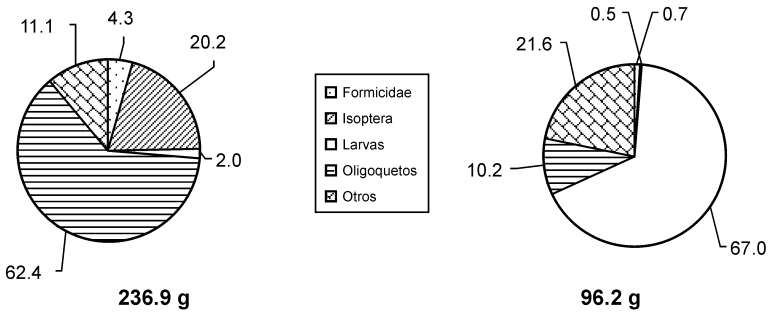 11.1
4.3
20.2
2.0
62.4
236.9 g
Formicidae
Isoptera
Larvas
Oligoquetos
Otros
0.5
0.7
21.6
10.2
67.0
96.2 g